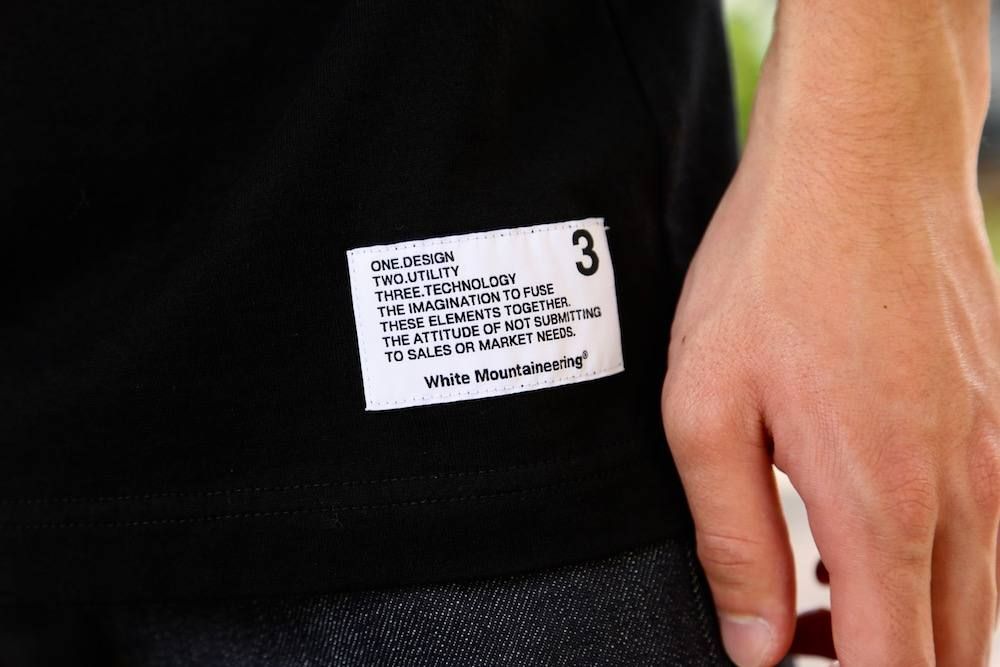 3
ONE.DESIGN
TWO.UTILITY
THREE.TECHNOLOGY
THE IMAGINATION TO FUSE
THESE ELEMENTS TOGETHER.
THE ATTITUDE OF NOT SUBMITTING
TO SALES OR MARKET NEEDS.
White Mountaineering®